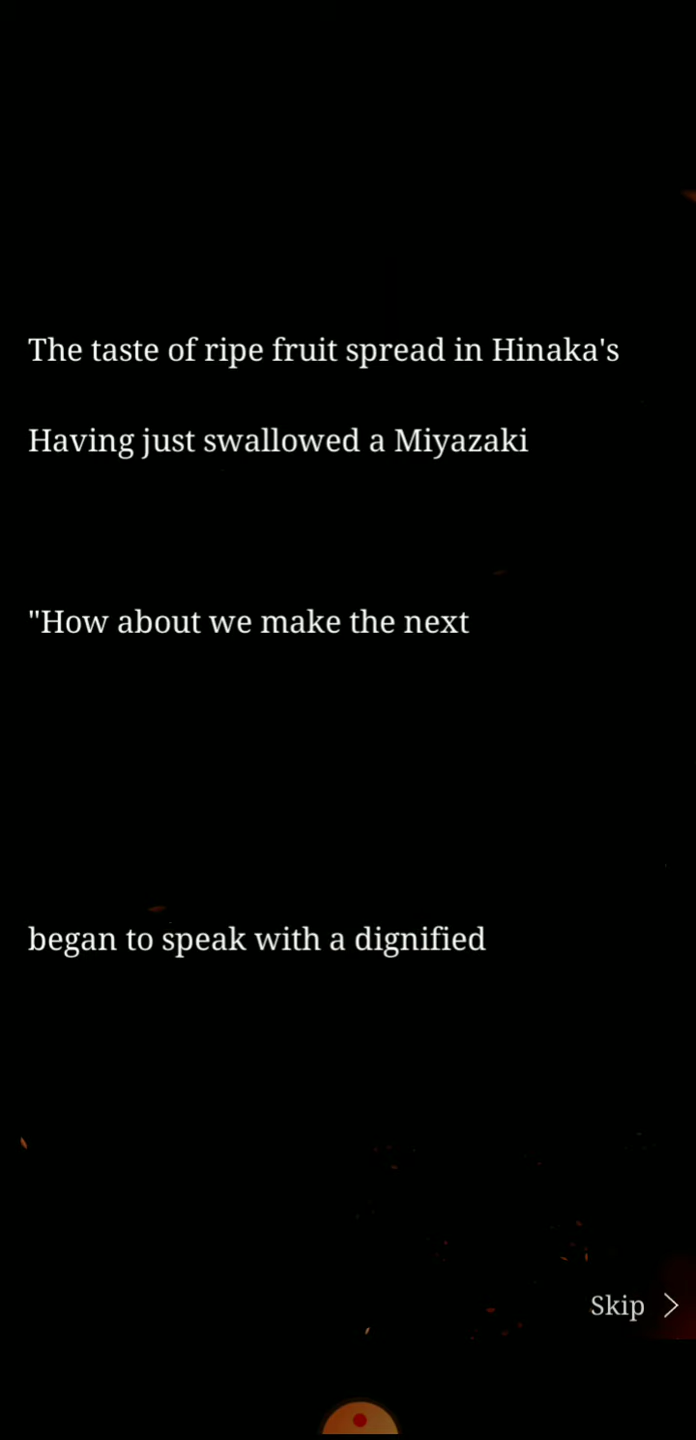 The taste of ripe fruit spread in Hinaka's
Having just swallowed a Miyazaki
"How about we make the next
began to speak with a dignified
Skip